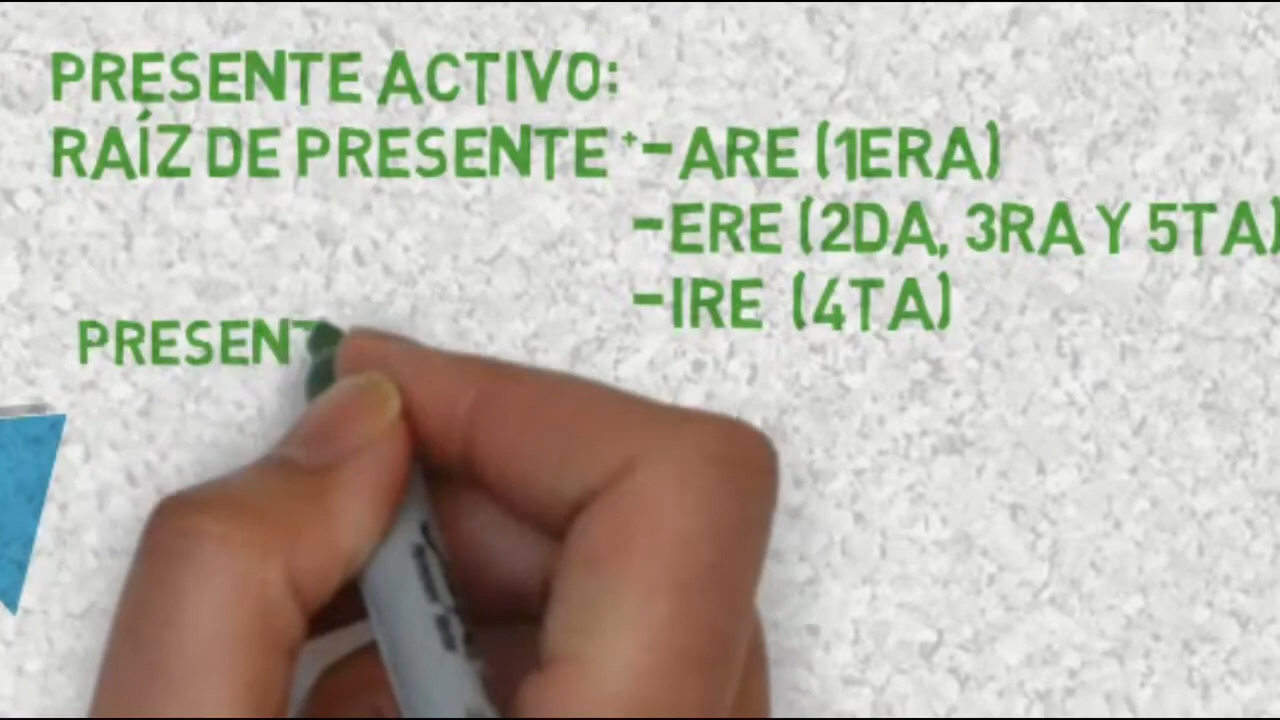 PRESENTE ACTIVO:
RAÍZ DE PRESENTE +-ARE (1ERA)
-ERE (2DA, 3RA Y 5TA)
-IRE (4TA)
PRESENT